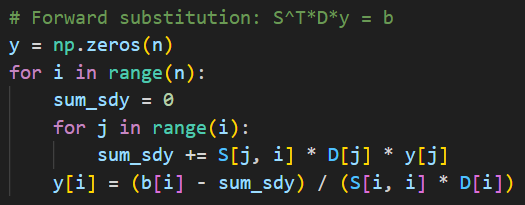 # Forward substitution: S^T*D*y = b
y = np.zeros(n)
for i in range(n):
    sum_sdy = 0
    for j in range(i):
        sum_sdy += S[j, i] * D[j] * y[j]
    y[i] = (b[i] - sum_sdy) / (S[i, i] * D[i])